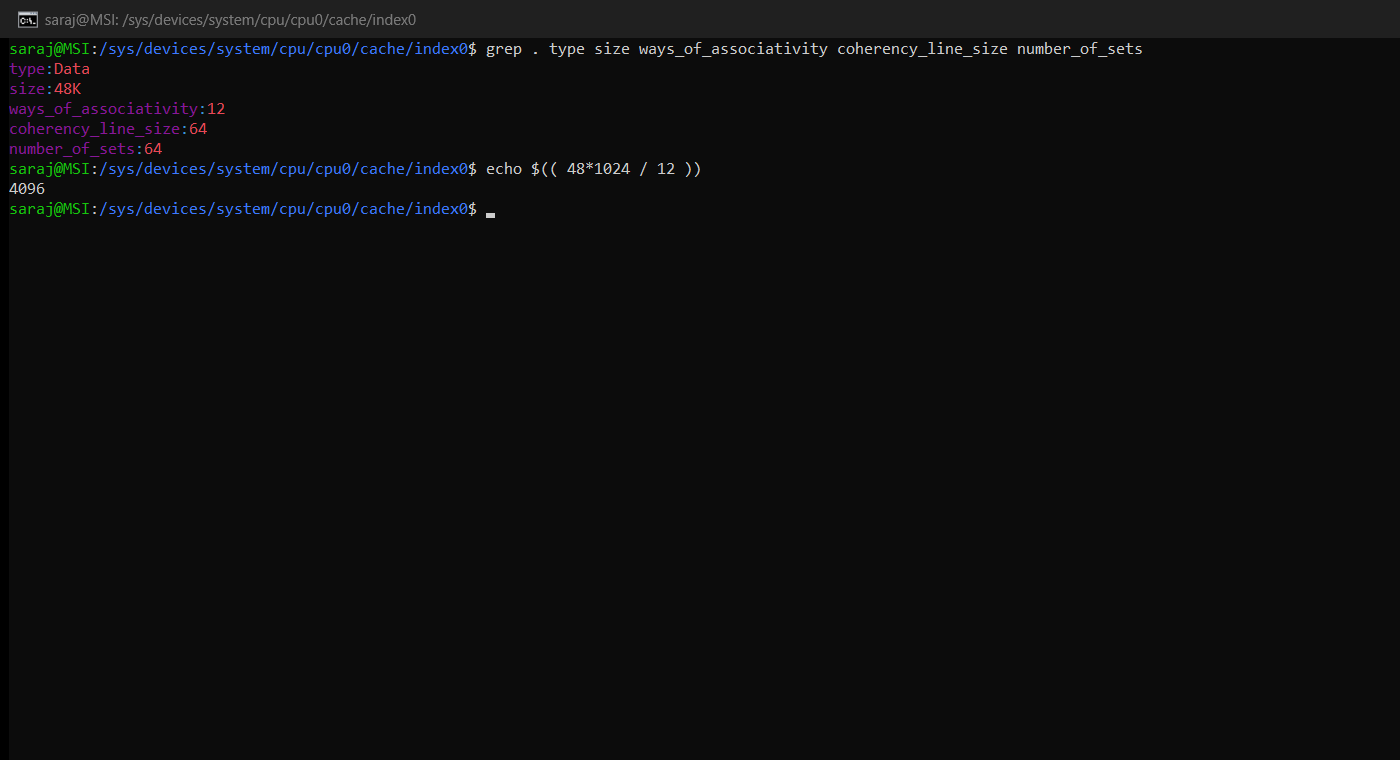 saraj@MSI: /sys/devices/system/cpu/cpu0/cache/index0
saraj@MSI:/sys/devices/system/cpu/cpu0/cache/index0$ grep . type size ways_of_associativity coherency_line_size number_of_sets
type:Data
size:48K
ways_of_associativity:12
coherency_line_size:64
number_of_sets:64
saraj@MSI:/sys/devices/system/cpu/cpu0/cache/index0$ echo $(( 48*1024 / 12 ))
4096
saraj@MSI:/sys/devices/system/cpu/cpu0/cache/index0$